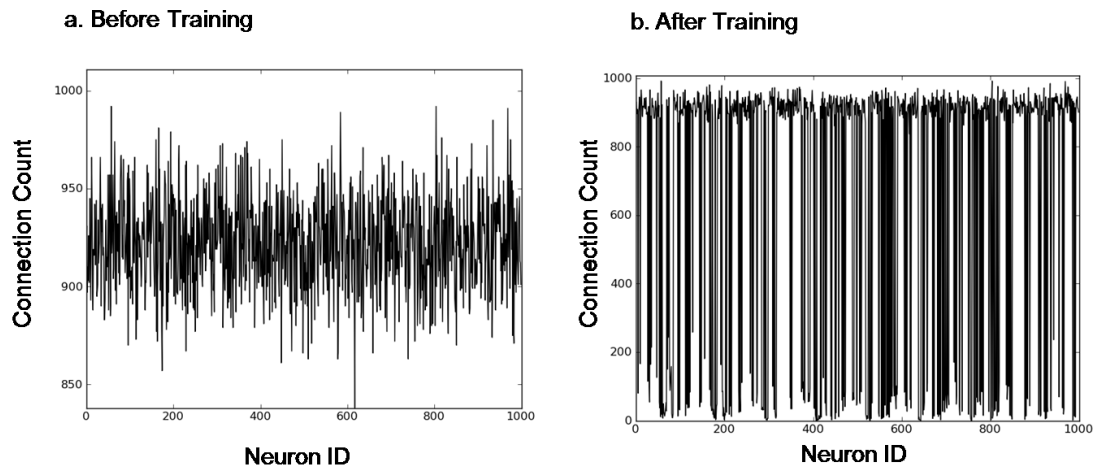 a. Before Training
b. After Training
1000
950
900
850
Connection Count
0 200 400 600 800 1000
Neuron ID
1000
800
600
400
200
0
Connection Count
0 200 400 600 800 1000
Neuron ID